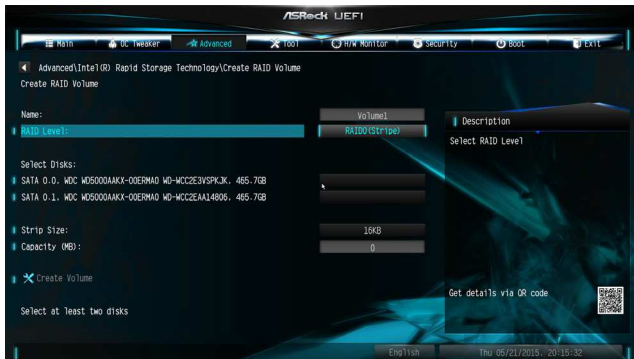 ASRock UEFI
Main OC Tweaker Advanced Tool H/W Monitor Security Boot Exit
Advanced\Intel(R) Rapid Storage Technology\Create RAID Volume
Create RAID Volume
Name: Volume1
RAID Level: RAID0(Stripe)
Select Disks:
SATA 0.0. WDC WD5000AAKX-00ERMA0 WD-WCC2E3VSPKJK. 465.7GB
SATA 0.1. WDC WD5000AAKX-00ERMA0 WD-WCC2EAA14806. 465.7GB
Strip Size: 16KB
Capacity (MB): 0
Create Volume
Select at least two disks
Description
Select RAID Level
Get details via QR code
English Thu 05/21/2015. 20:15:32